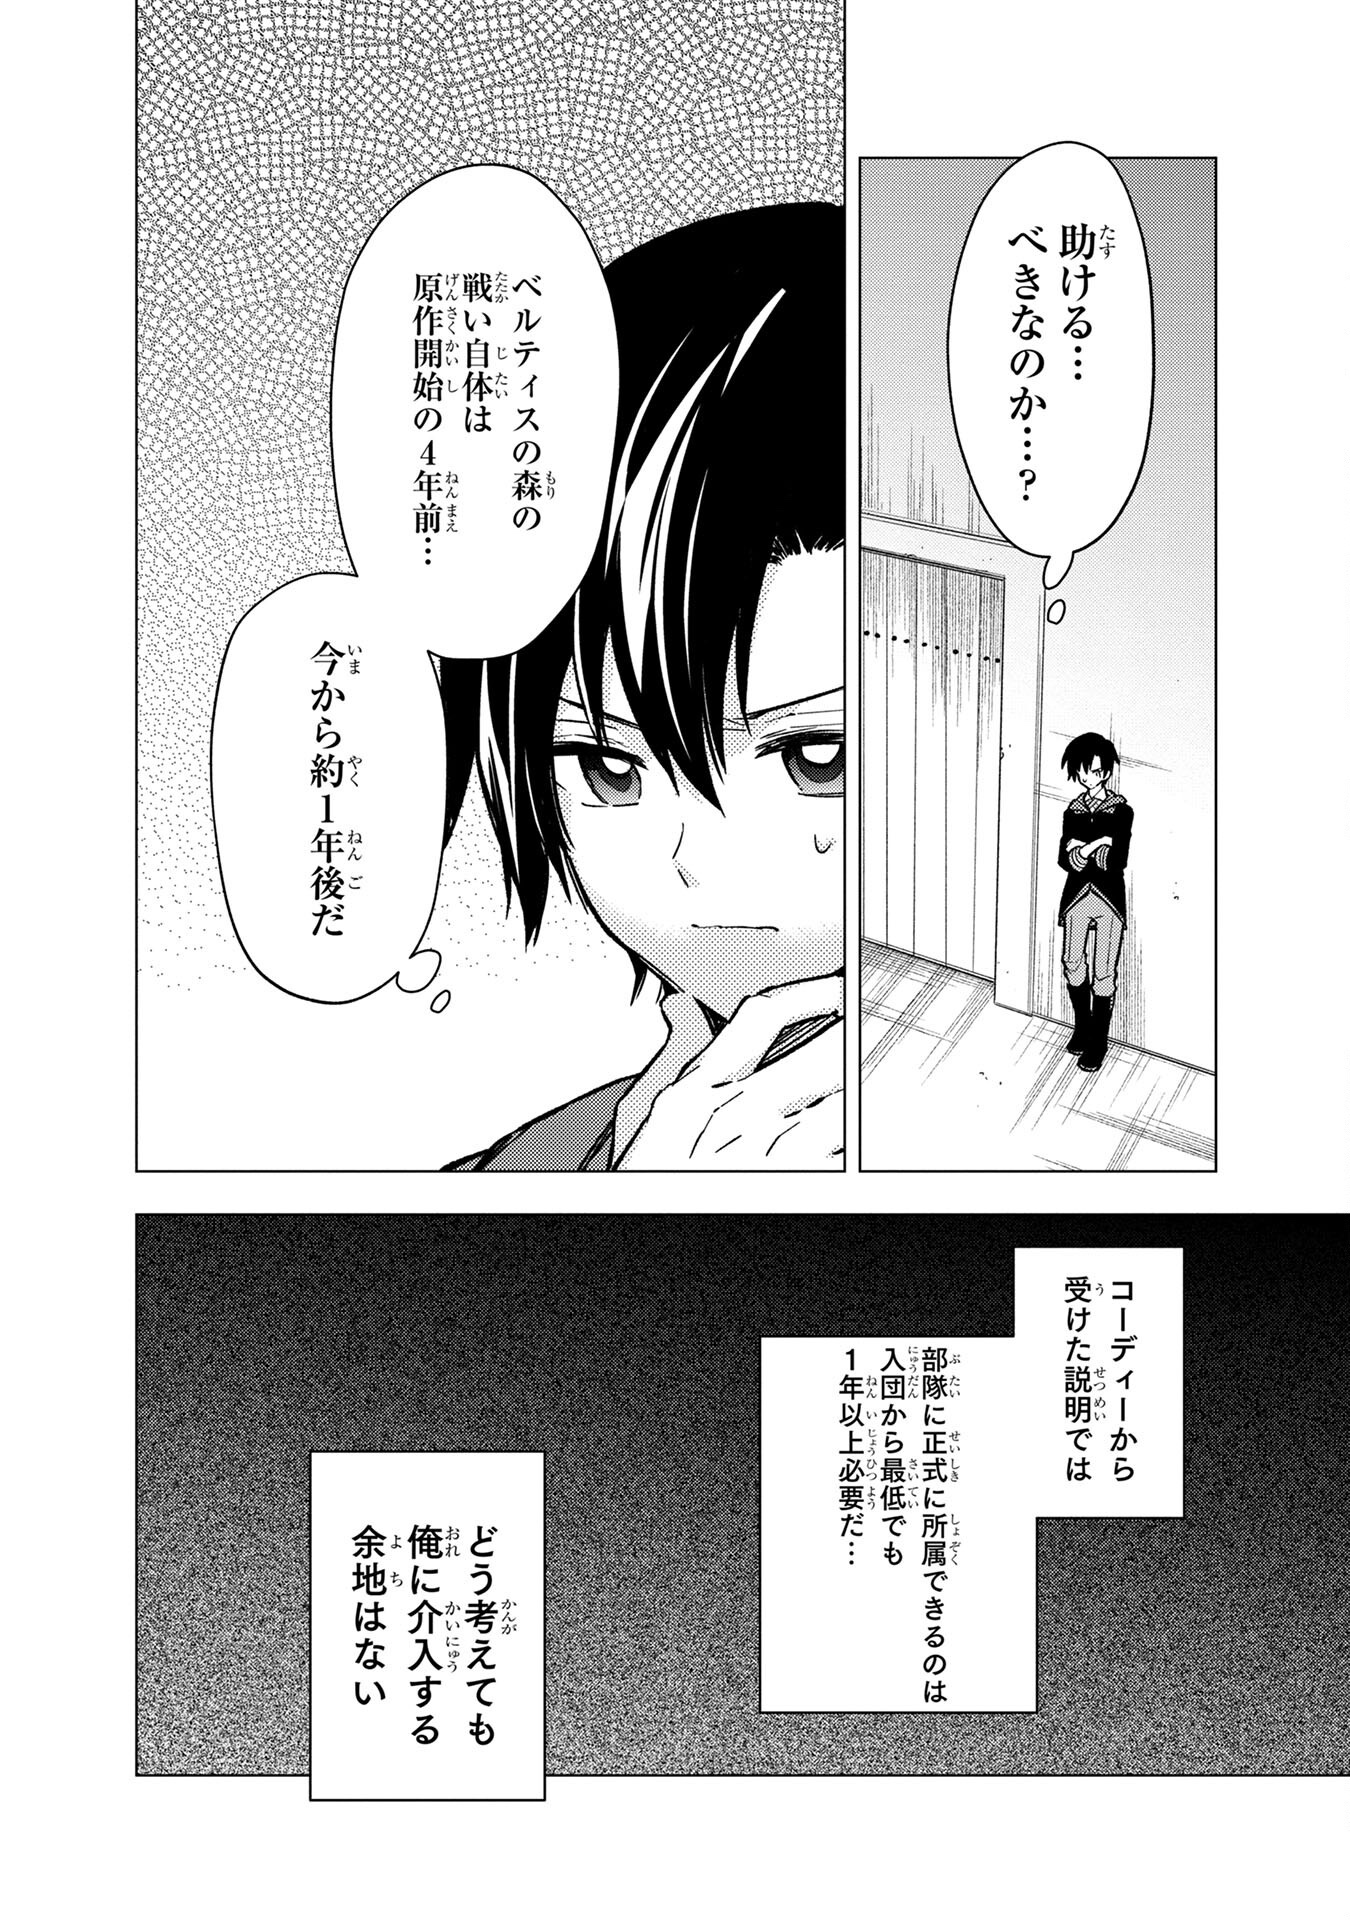 助ける…
べきなのか…?
ベルティスの森の
戦い自体は
原作開始の4年前…
今から約1年後だ
コーディーから
受けた説明では
部隊に正式に所属できるのは
入団から最低でも
1年以上必要だ…
どう考えても
俺に介入する
余地はない